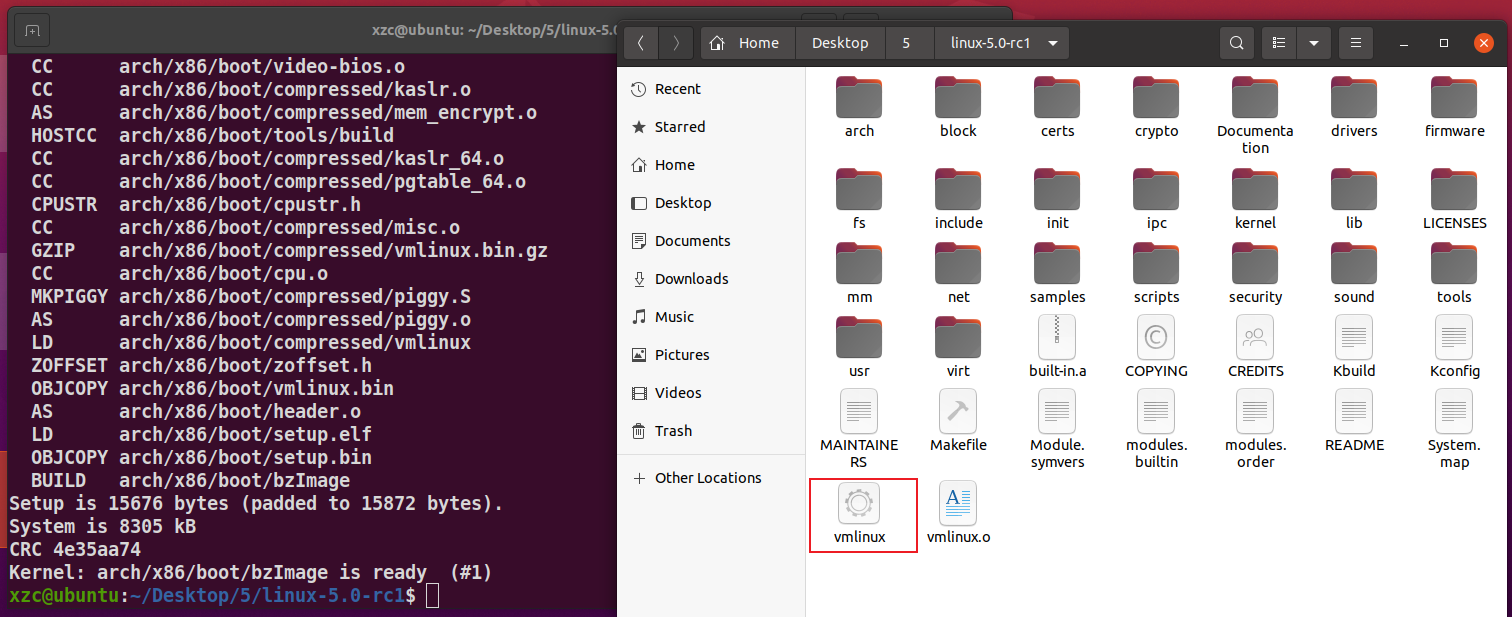 xzc@ubuntu: ~/Desktop/5/linux-5.0
CC arch/x86/boot/video-bios.o
CC arch/x86/boot/compressed/kaslr.o
AS arch/x86/boot/compressed/mem_encrypt.o
HOSTCC arch/x86/boot/tools/build
CC arch/x86/boot/compressed/kaslr_64.o
CC arch/x86/boot/compressed/pgtable_64.o
CPUSTR arch/x86/boot/cpustr.h
CC arch/x86/boot/compressed/misc.o
GZIP arch/x86/boot/compressed/vmlinux.bin.gz
CC arch/x86/boot/cpu.o
MKPIGGY arch/x86/boot/compressed/piggy.S
AS arch/x86/boot/compressed/piggy.o
LD arch/x86/boot/compressed/vmlinux
ZOFFSET arch/x86/boot/zoffset.h
OBJCOPY arch/x86/boot/vmlinux.bin
AS arch/x86/boot/header.o
LD arch/x86/boot/setup.elf
OBJCOPY arch/x86/boot/setup.bin
BUILD arch/x86/boot/bzImage
Setup is 15676 bytes (padded to 15872 bytes).
System is 8305 kB
CRC 4e35aa74
Kernel: arch/x86/boot/bzImage is ready (#1)
xzc@ubuntu:~/Desktop/5/linux-5.0-rc1$
Home Desktop 5 linux-5.0-rc1
Recent
Starred
Home
Desktop
Documents
Downloads
Music
Pictures
Videos
Trash
Other Locations
arch block certs crypto Documenta drivers firmware
tion
fs include init ipc kernel lib LICENSES
mm net samples scripts security sound tools
usr virt built-in.a COPYING CREDITS Kbuild Kconfig
MAINTAINE Makefile Module. modules. modules. README System.
RS symvers builtin order map
vmlinux vmlinux.o